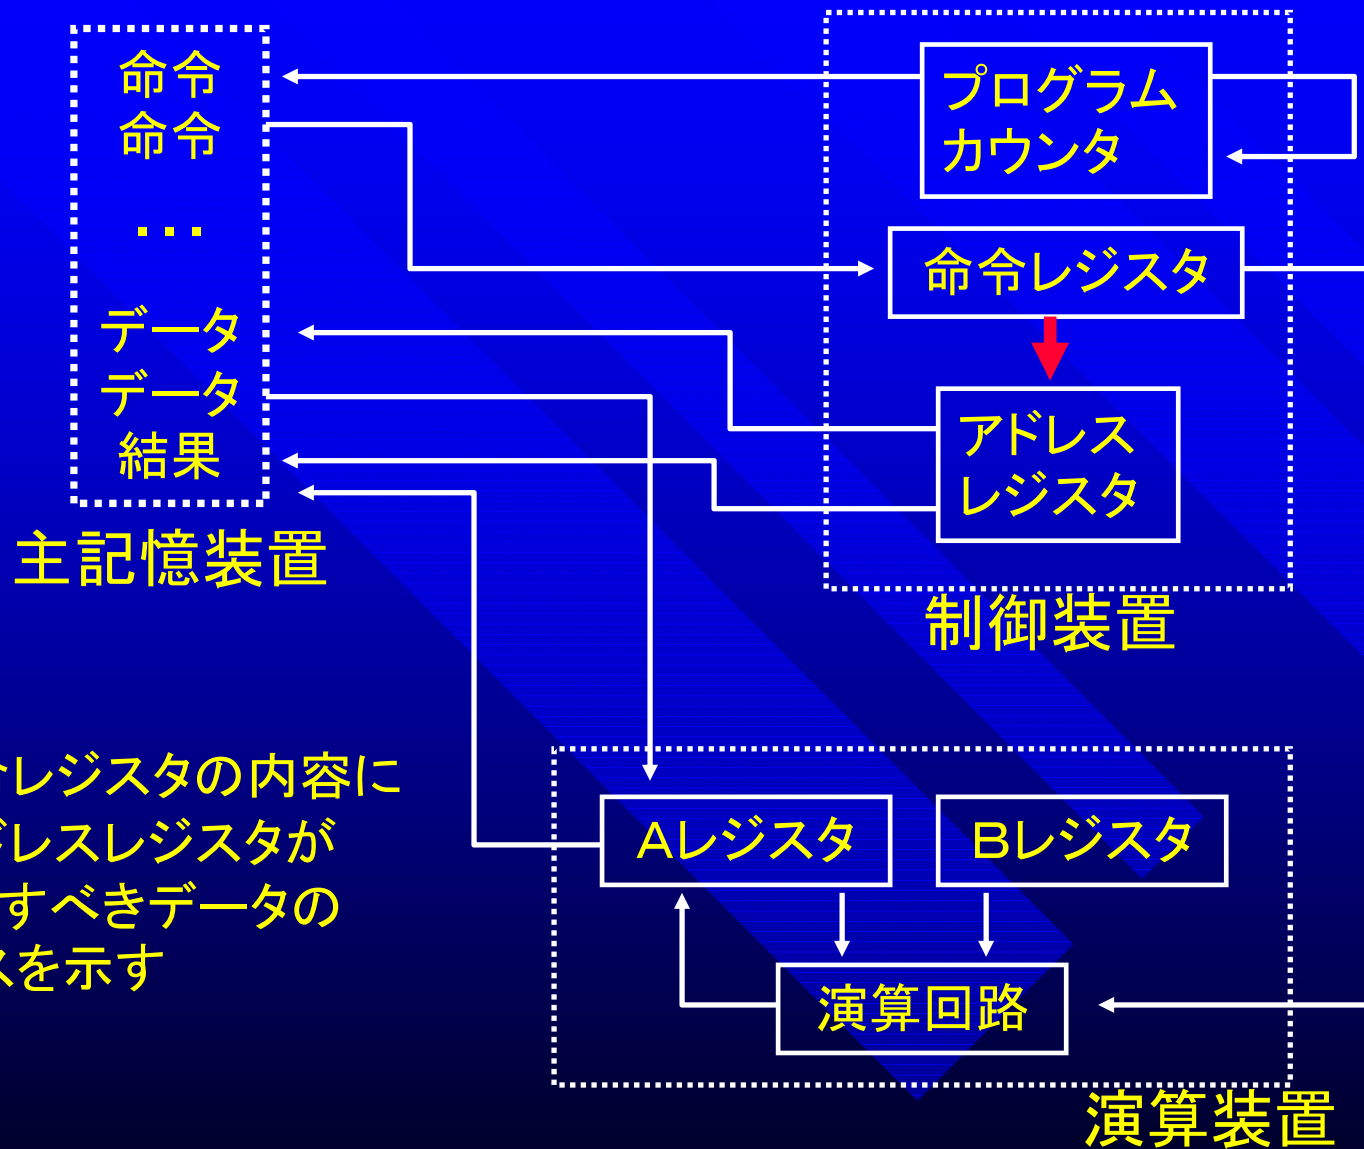 命令
命令
...
データ
データ
結果
主記憶装置
プログラム
カウンタ
命令レジスタ
アドレス
レジスタ
制御装置
レジスタの内容に
レスレジスタが
すべきデータの
を示す
Aレジスタ
Bレジスタ
演算回路
演算装置